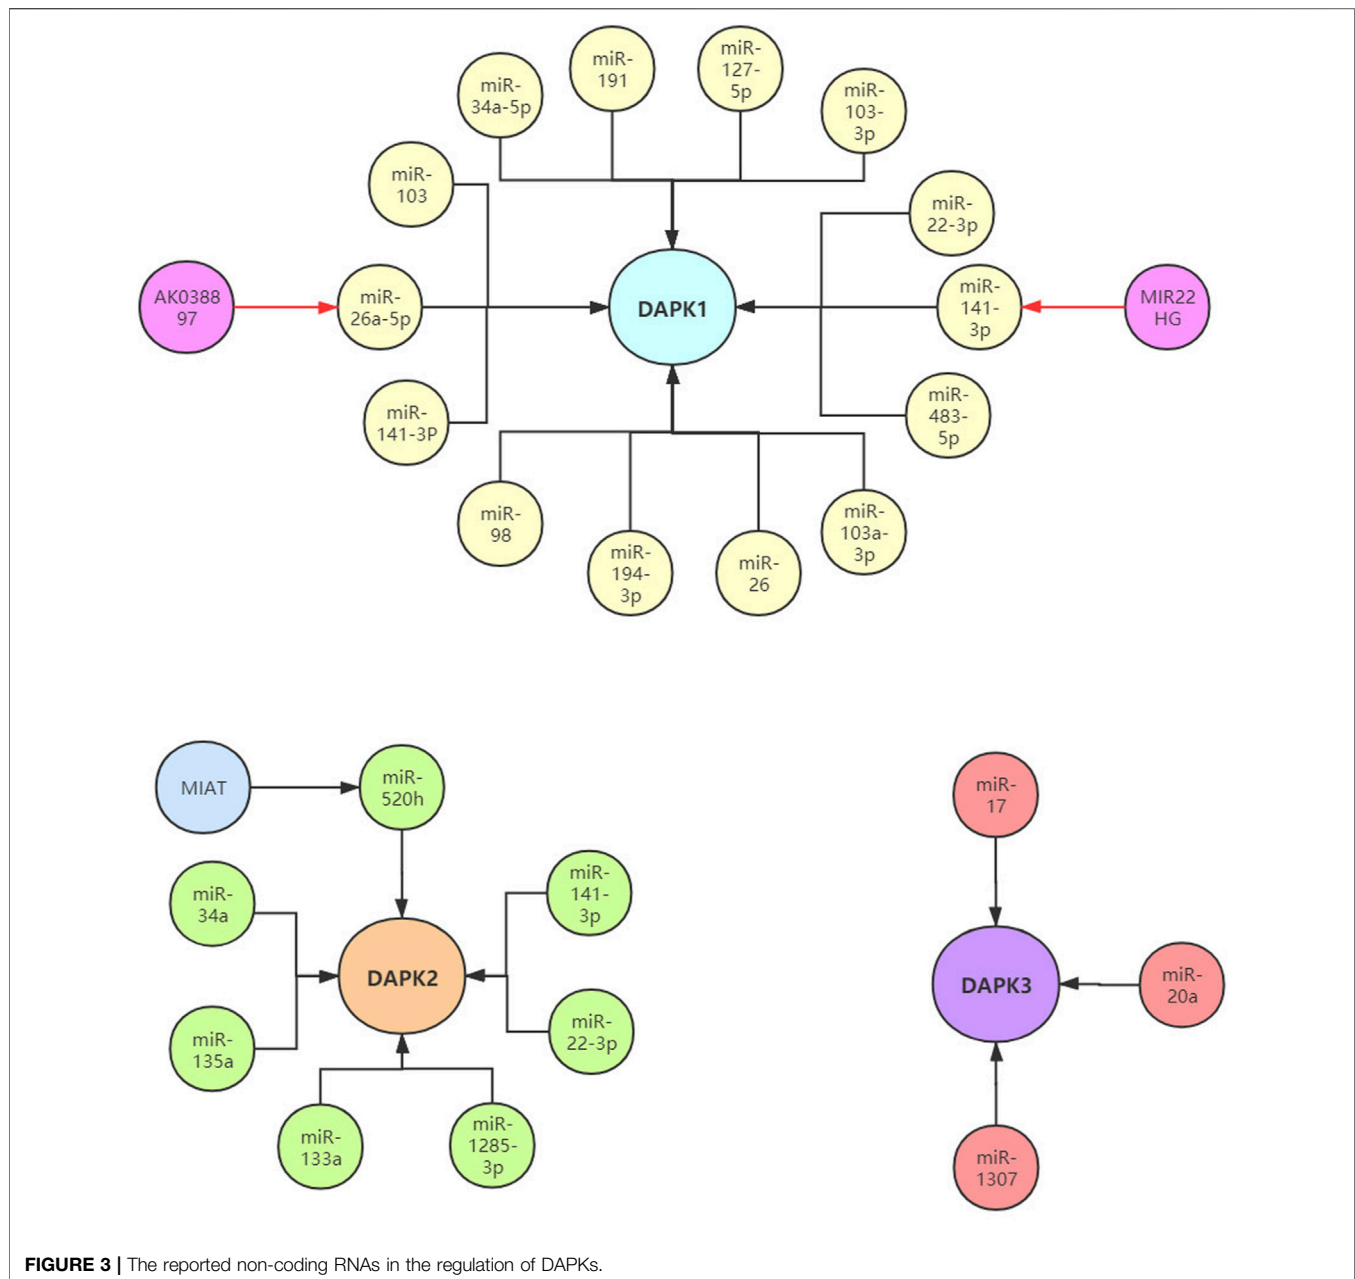 miR-
34a-5p
miR-
191
miR-
127-
5p
miR-
103-
3p
miR-
103
miR-
22-3p
AK0388
97
miR-
26a-5p
DAPK1
miR-
141-
3p
MIR22
HG
miR-
141-3P
miR-
483-
5p
miR-
98
miR-
194-
3p
miR-
26
miR-
103a-
3p
MIAT
miR-
520h
miR-
34a
miR-
141-
3p
DAPK2
miR-
135a
miR-
22-3p
miR-
133a
miR-
1285-
3p
miR-
17
DAPK3
miR-
20a
miR-
1307
FIGURE 3 | The reported non-coding RNAs in the regulation of DAPKs.